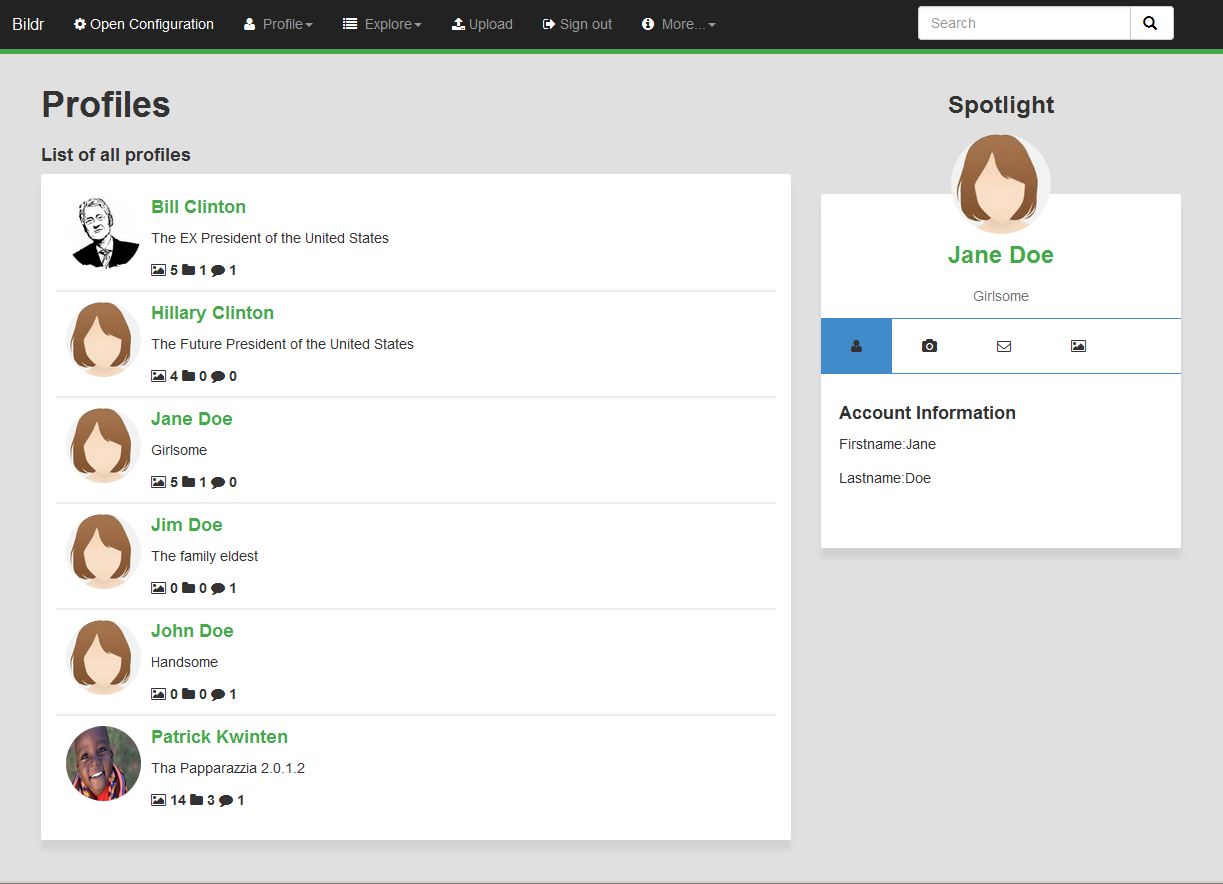 Bildr Open Configuration Profile Explore Upload Sign out More... Search
Profiles
List of all profiles
Bill Clinton
The EX President of the United States
5 1 1
Hillary Clinton
The Future President of the United States
4 0 0
Jane Doe
Girlsome
5 1 0
Jim Doe
The family eldest
0 0 1
John Doe
Handsome
0 0 1
Patrick Kwinten
Tha Papparazzia 2.0.1.2
14 3 1
Spotlight
Jane Doe
Girlsome
Account Information
Firstname:Jane
Lastname:Doe